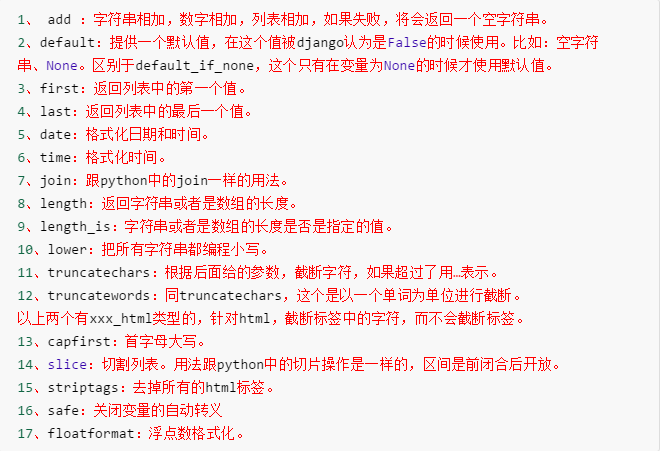 1、 add ：字符串相加，数字相加，列表相加，如果失败，将会返回一个空字符串。
2、default：提供一个默认值，在这个值被django认为是False的时候使用。比如：空字符
串、None。区别于default_if_none，这个只有在变量为None的时候才使用默认值。
3、first：返回列表中的第一个值。
4、last：返回列表中的最后一个值。
5、date：格式化日期和时间。
6、time：格式化时间。
7、join：跟python中的join一样的用法。
8、length：返回字符串或者是数组的长度。
9、length_is：字符串或者是数组的长度是否是指定的值。
10、lower：把所有字符串都编程小写。
11、truncatechars：根据后面给的参数，截断字符，如果超过了用…表示。
12、truncatewords：同truncatechars，这个是以一个单词为单位进行截断。
以上两个有xxx_html类型的，针对html，截断标签中的字符，而不会截断标签。
13、capfirst：首字母大写。
14、slice：切割列表。用法跟python中的切片操作是一样的，区间是前闭合后开放。
15、striptags：去掉所有的html标签。
16、safe：关闭变量的自动转义
17、floatformat：浮点数格式化。